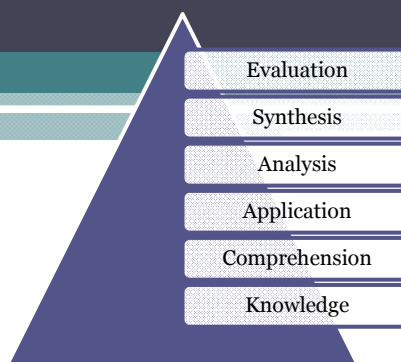 Evaluation
Synthesis
Analysis
Application
Comprehension
Knowledge